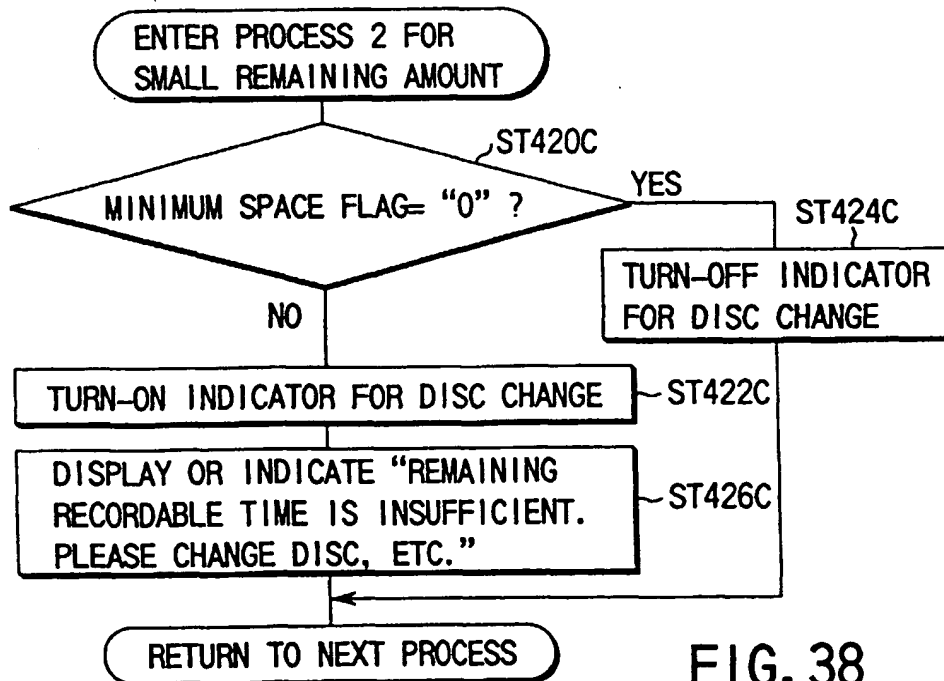 ENTER PROCESS 2 FOR
SMALL REMAINING AMOUNT
ST420C
MINIMUM SPACE FLAG= “0” ?
YES
ST424C
TURN-OFF INDICATOR
FOR DISC CHANGE
NO
TURN-ON INDICATOR FOR DISC CHANGE
ST422C
DISPLAY OR INDICATE “REMAINING
RECORDABLE TIME IS INSUFFICIENT.
PLEASE CHANGE DISC, ETC.”
ST426C
RETURN TO NEXT PROCESS
FIG. 38